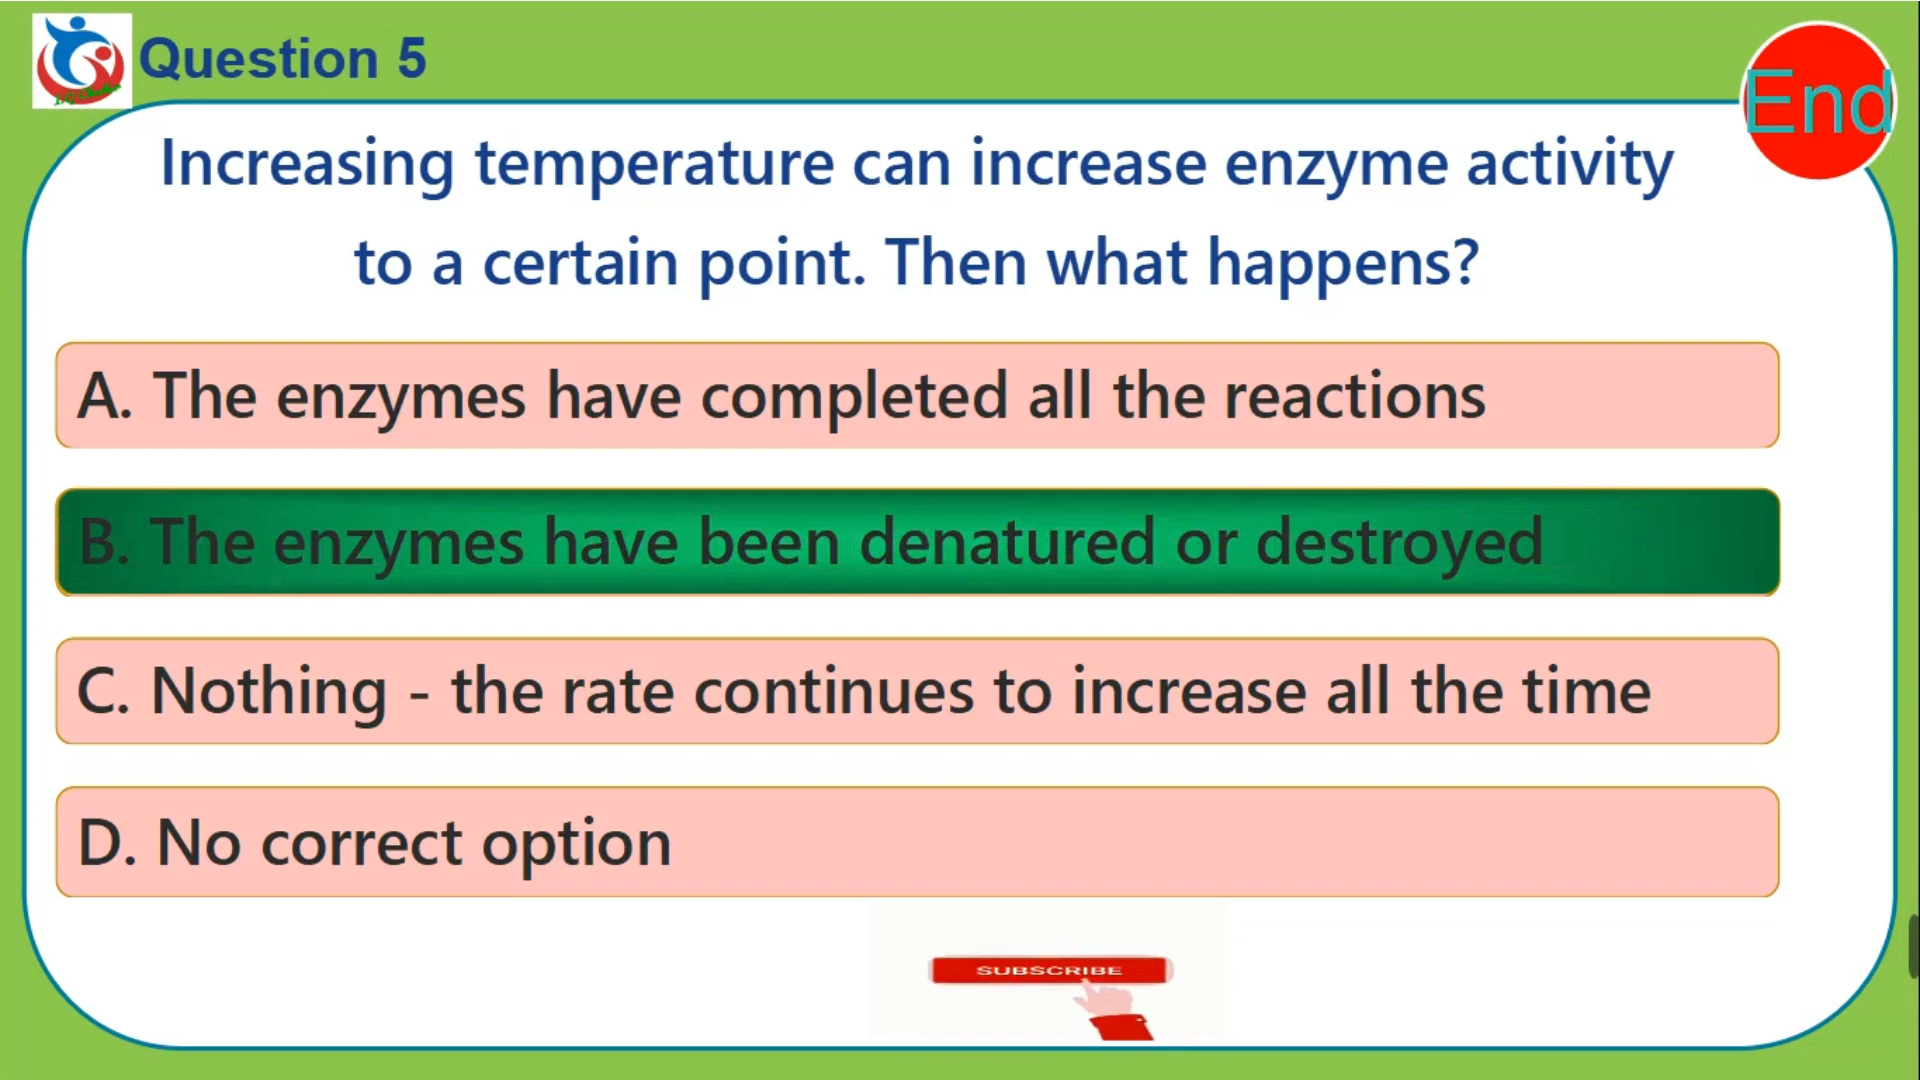 Question 5
End
Increasing temperature can increase enzyme activity
to a certain point. Then what happens?
A. The enzymes have completed all the reactions
B. The enzymes have been denatured or destroyed
C. Nothing - the rate continues to increase all the time
D. No correct option
SUBSCRIBE